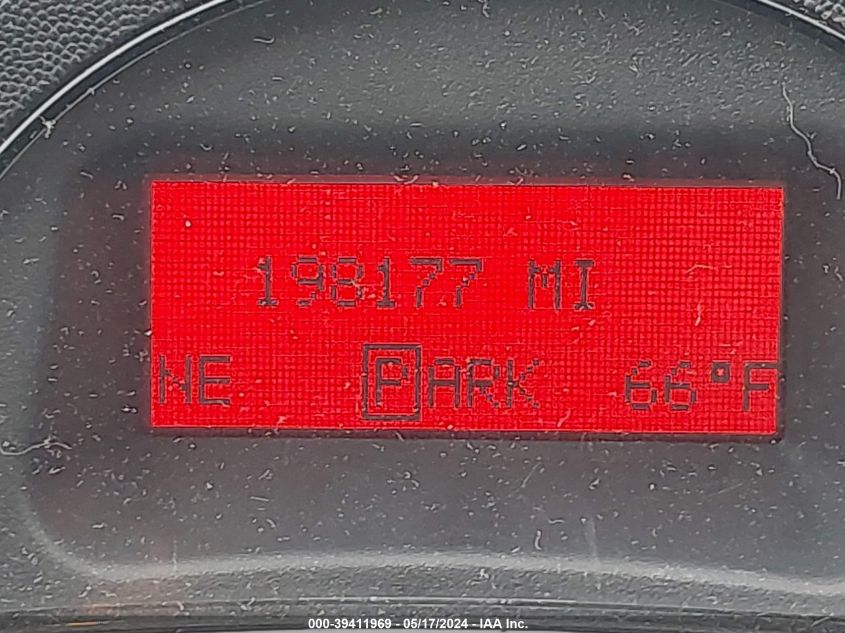 198177 MI
NE PARK 66°F
000-39411969 - 05/17/2024 - IAA Inc.